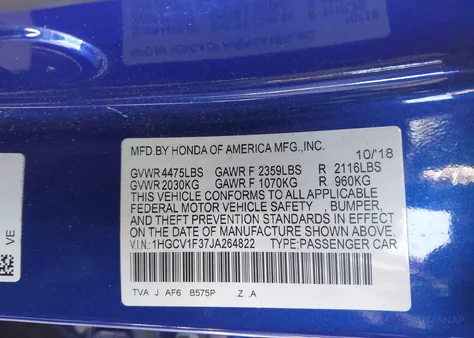 MFD.BY HONDA OF AMERICA MFG.,INC. 10/18
GVWR 4475LBS GAWR F 2359LBS R 2116LBS
GVWR 2030KG GAWR F 1070KG R 960KG
THIS VEHICLE CONFORMS TO ALL APPLICABLE
FEDERAL MOTOR VEHICLE SAFETY , BUMPER,
AND THEFT PREVENTION STANDARDS IN EFFECT
ON THE DATE OF MANUFACTURE SHOWN ABOVE.
V.I.N.:1HGCV1F37JA264822 TYPE:PASSENGER CAR
TVA J AF6 B575P Z .A
VE